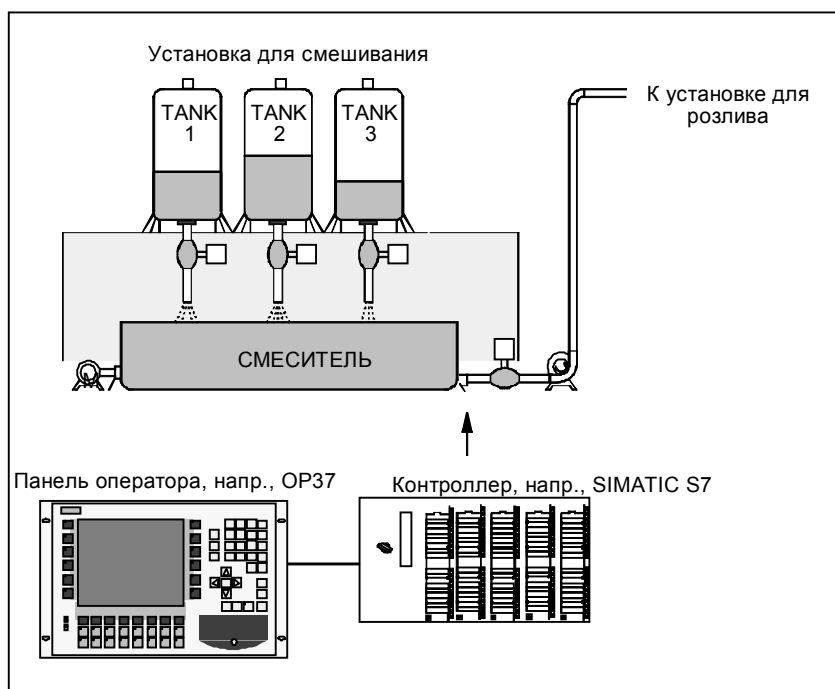 Установка для смешивания
К установке для
розлива
TANK
1
TANK
2
TANK
3
СМЕСИТЕЛЬ
Панель оператора, напр., OP37
Контроллер, напр., SIMATIC S7